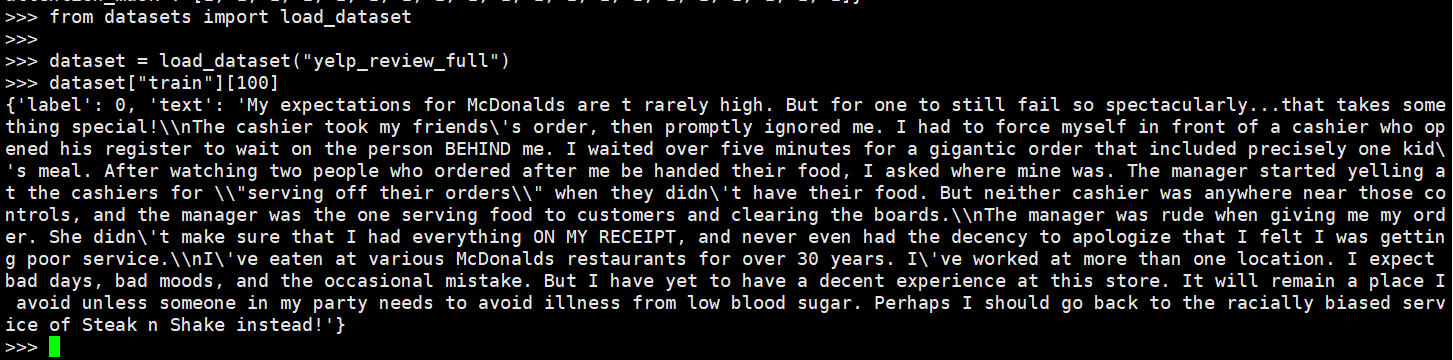 >>> from datasets import load_dataset
>>>
>>> dataset = load_dataset("yelp_review_full")
>>> dataset["train"][100]
{'label': 0, 'text': 'My expectations for McDonalds are t rarely high. But for one to still fail so spectacularly...that takes some
thing special!\\nThe cashier took my friends\'s order, then promptly ignored me. I had to force myself in front of a cashier who op
ened his register to wait on the person BEHIND me. I waited over five minutes for a gigantic order that included precisely one kid\
's meal. After watching two people who ordered after me be handed their food, I asked where mine was. The manager started yelling a
t the cashiers for \\"serving off their orders\\" when they didn\'t have their food. But neither cashier was anywhere near those co
ntrols, and the manager was the one serving food to customers and clearing the boards.\\nThe manager was rude when giving me my ord
er. She didn\'t make sure that I had everything ON MY RECEIPT, and never even had the decency to apologize that I felt I was gettin
g poor service.\\nI\'ve eaten at various McDonalds restaurants for over 30 years. I\'ve worked at more than one location. I expect
bad days, bad moods, and the occasional mistake. But I have yet to have a decent experience at this store. It will remain a place I
 avoid unless someone in my party needs to avoid illness from low blood sugar. Perhaps I should go back to the racially biased serv
ice of Steak n Shake instead!'}
>>>